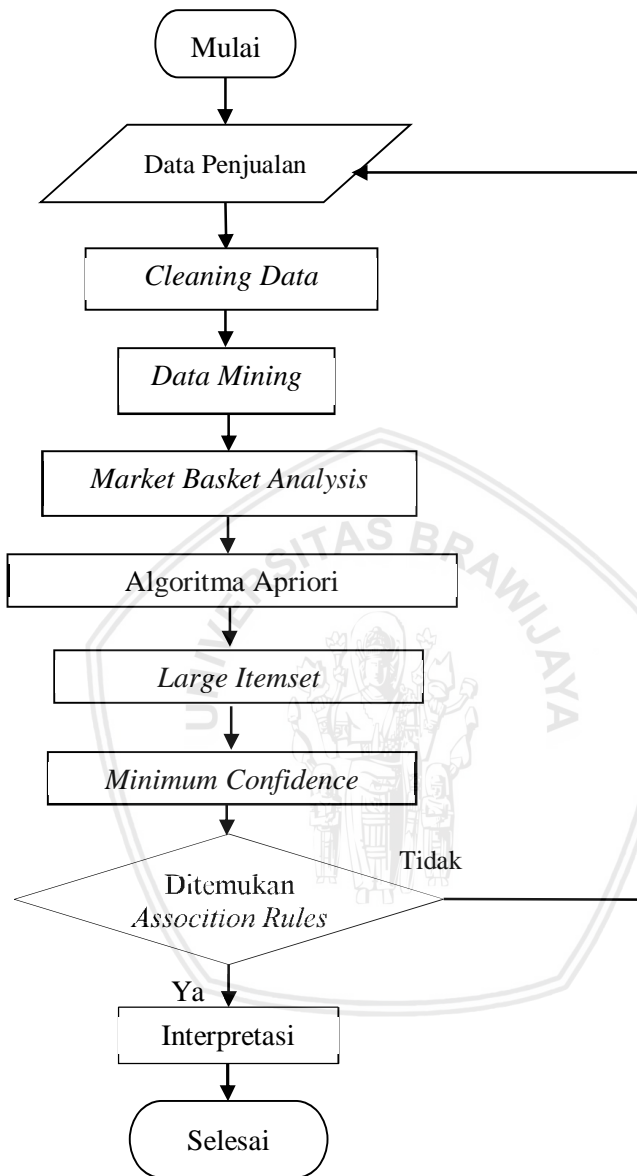 Mulai
Data Penjualan
Cleaning Data
Data Mining
Market Basket Analysis
UNIVERSITAS BRAWIJAYA
Algoritma Apriori
Large Itemset
Minimum Confidence
Tidak
Ditemukan
Assocition Rules
Ya
Interpretasi
Selesai